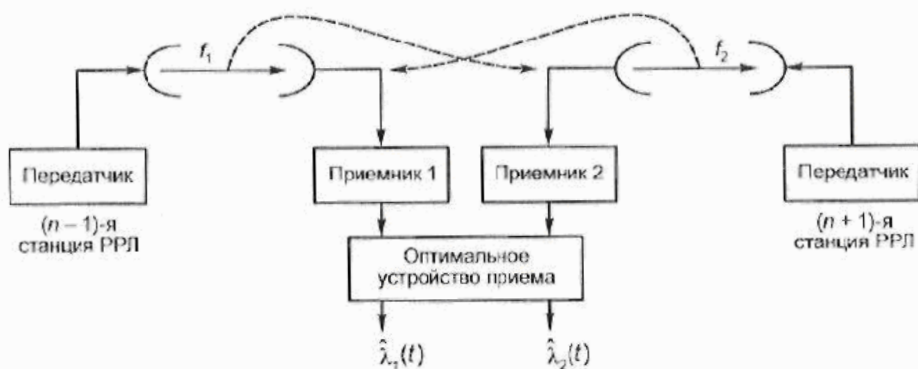 f₁
f₂
Передатчик
Приемник 1
Приемник 2
Передатчик
(n – 1)-я
станция РРЛ
(n + 1)-я
станция РРЛ
Оптимальное
устройство приема
λ̂₁(t)
λ̂₂(t)